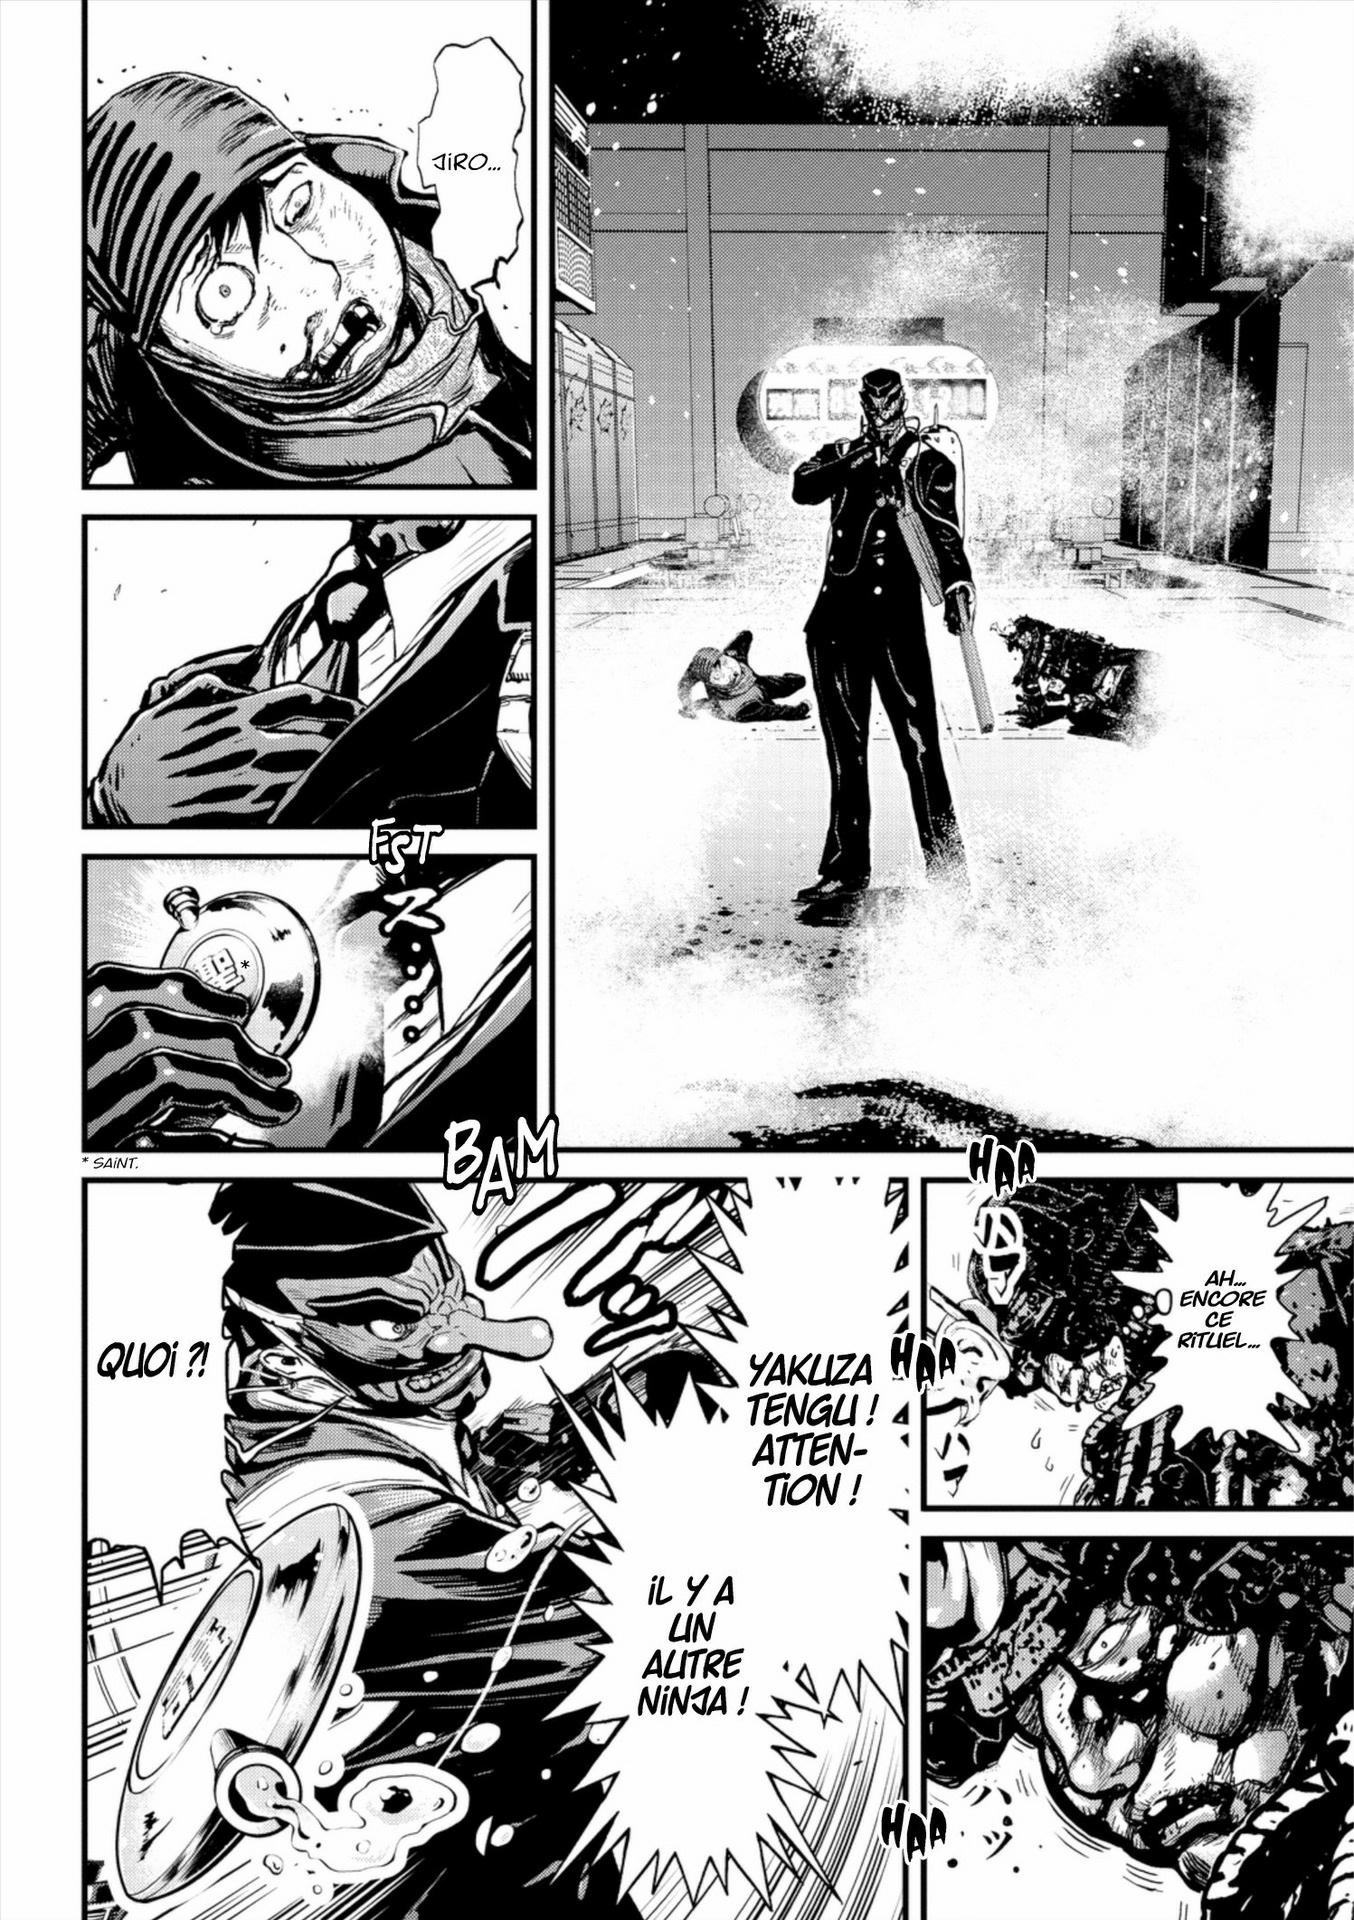 JIRO...
FST
*
* SAINT.
HAA
AH...
ENCORE
CE
RITUEL...
HAA
HAA
BAM
YAKUZA
TENGU !
ATTEN-
TION !
IL Y A
UN
AUTRE
NINJA !
QUOI ?!